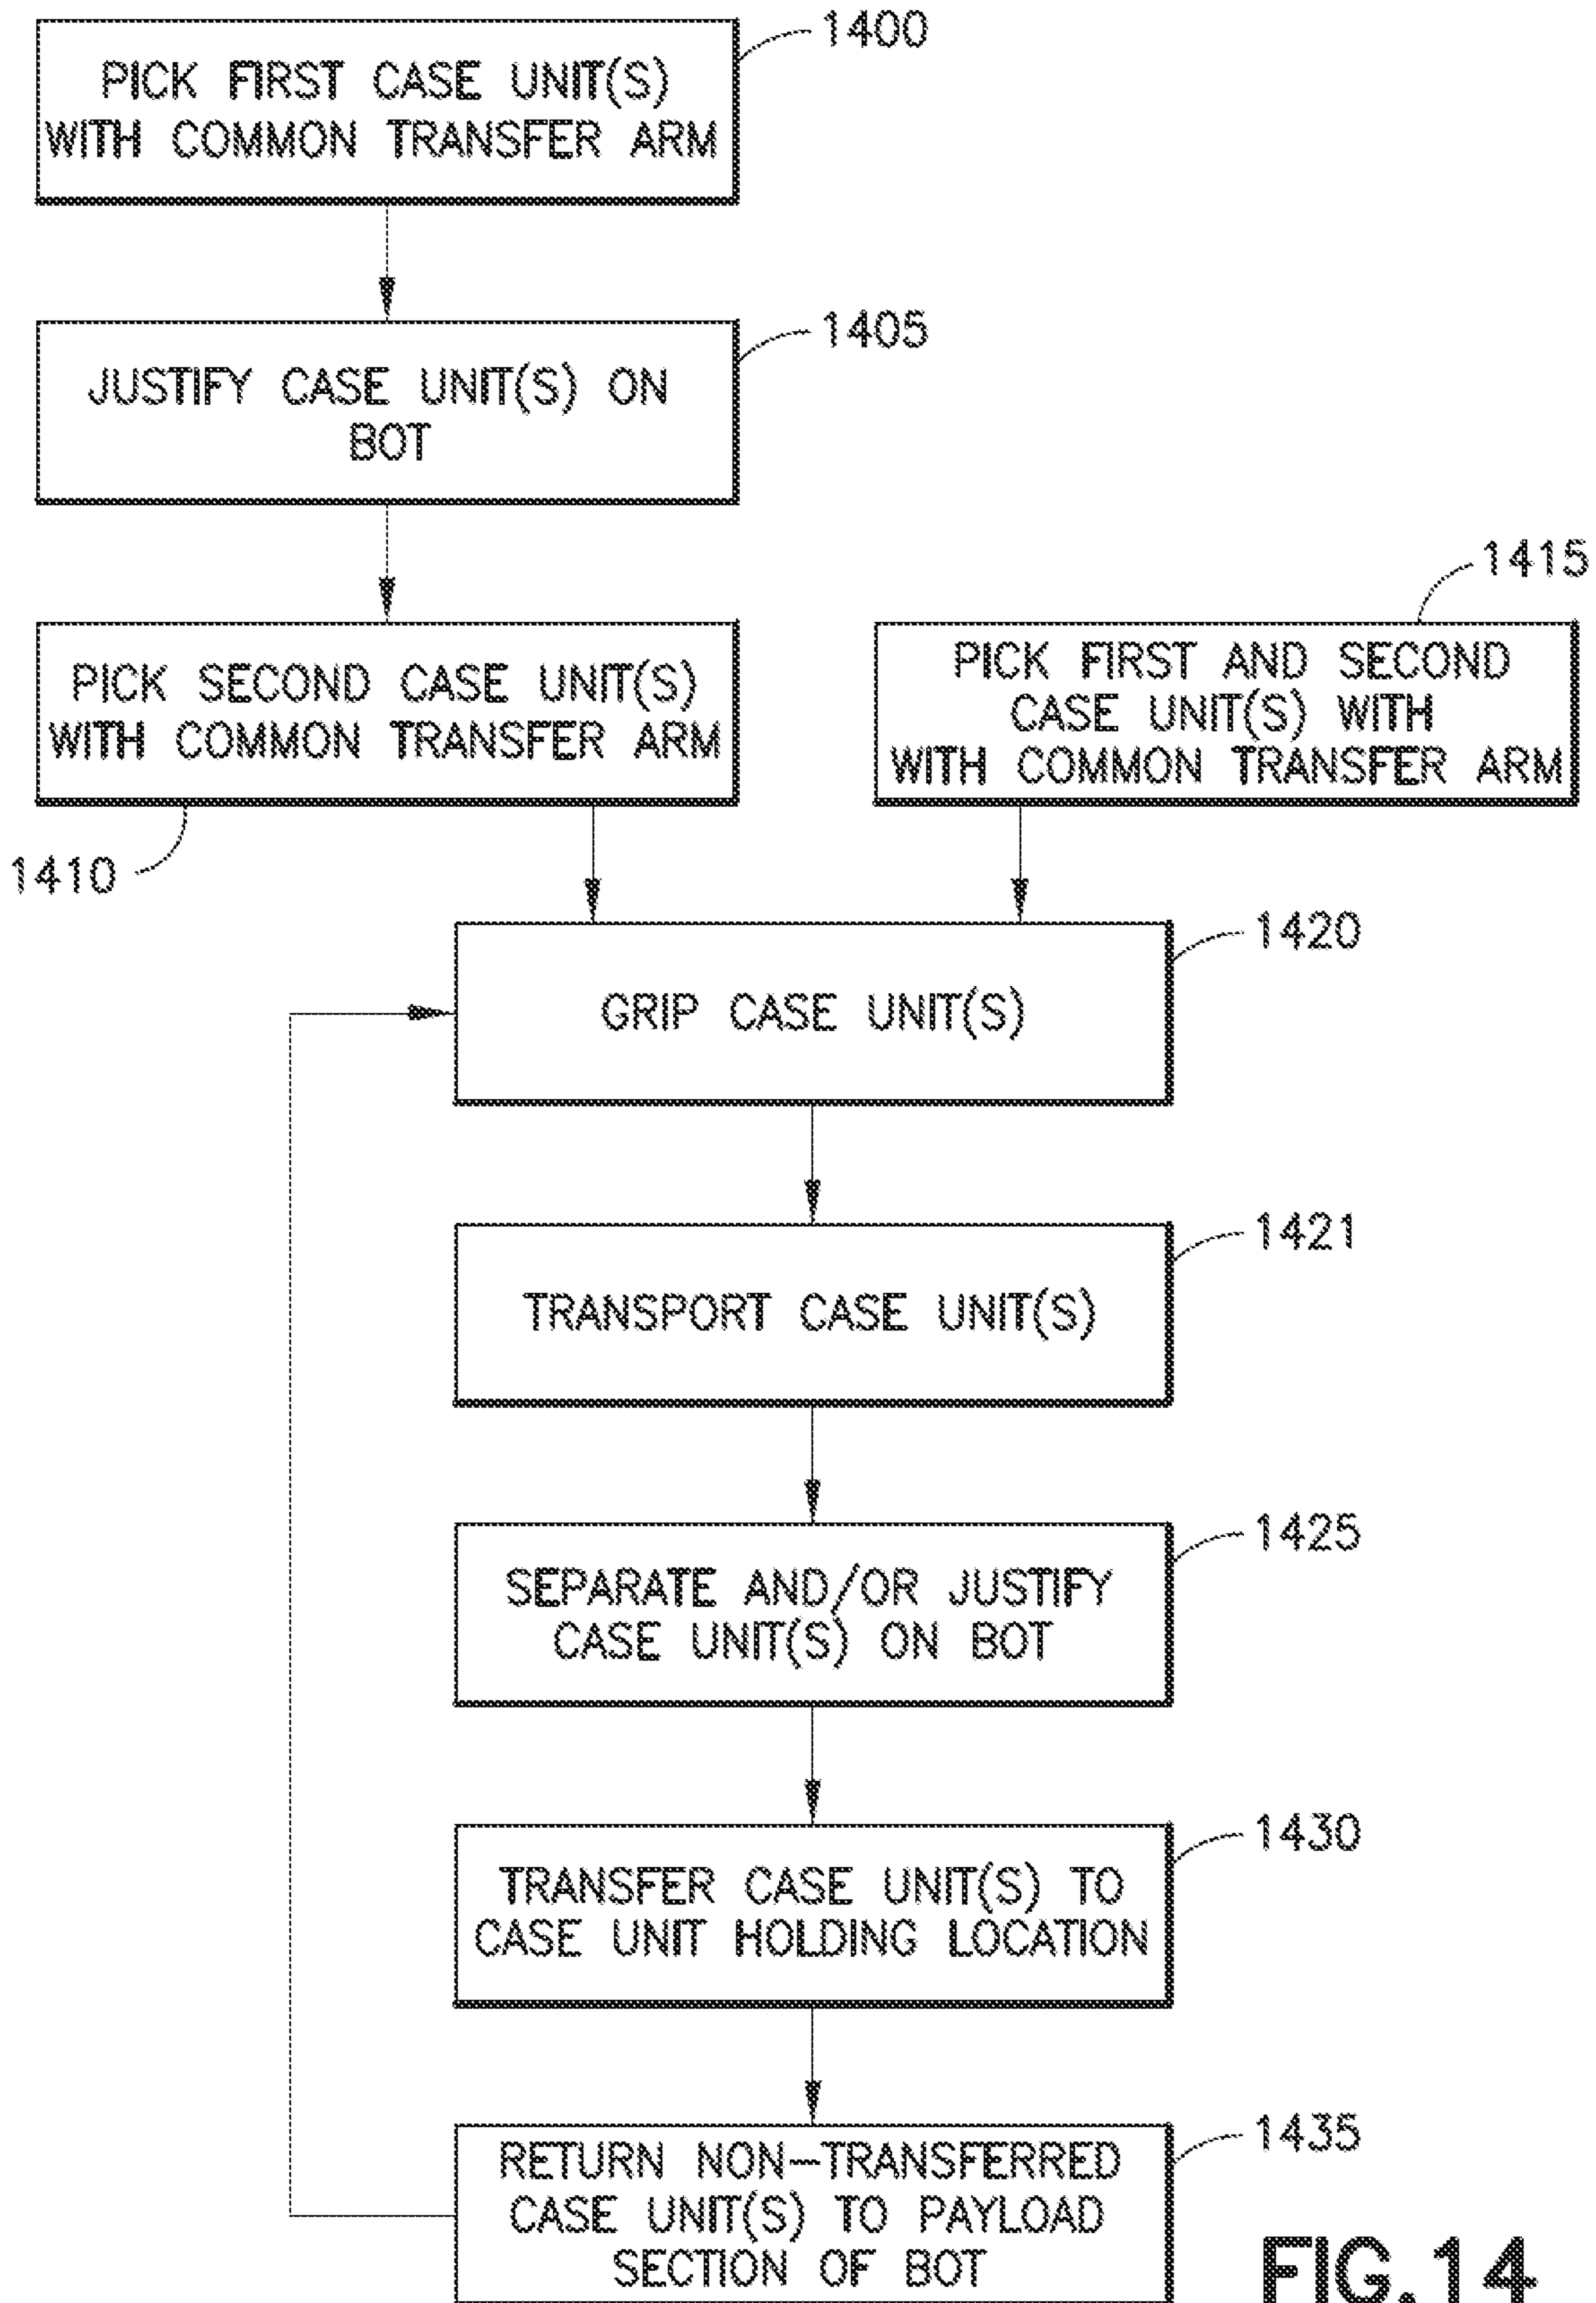 1400
PICK FIRST CASE UNIT(S)
WITH COMMON TRANSFER ARM
1405
JUSTIFY CASE UNIT(S) ON
BOT
1415
PICK SECOND CASE UNIT(S)
WITH COMMON TRANSFER ARM
1410
PICK FIRST AND SECOND
CASE UNIT(S) WITH
WITH COMMON TRANSFER ARM
1420
GRIP CASE UNIT(S)
1421
TRANSPORT CASE UNIT(S)
1425
SEPARATE AND/OR JUSTIFY
CASE UNIT(S) ON BOT
1430
TRANSFER CASE UNIT(S) TO
CASE UNIT HOLDING LOCATION
1435
RETURN NON-TRANSFERRED
CASE UNIT(S) TO PAYLOAD
SECTION OF BOT
FIG.14